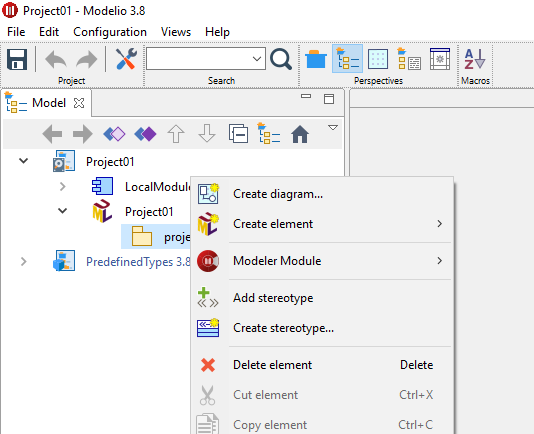 Project01 - Modelio 3.8
File Edit Configuration Views Help
Project Search Perspectives Macros
Model
Project01
LocalModule
Create diagram...
Project01
Create element
proje
PredefinedTypes 3.8
Modeler Module
Add stereotype
Create stereotype...
Delete element Delete
Cut element Ctrl+X
Copy element Ctrl+C